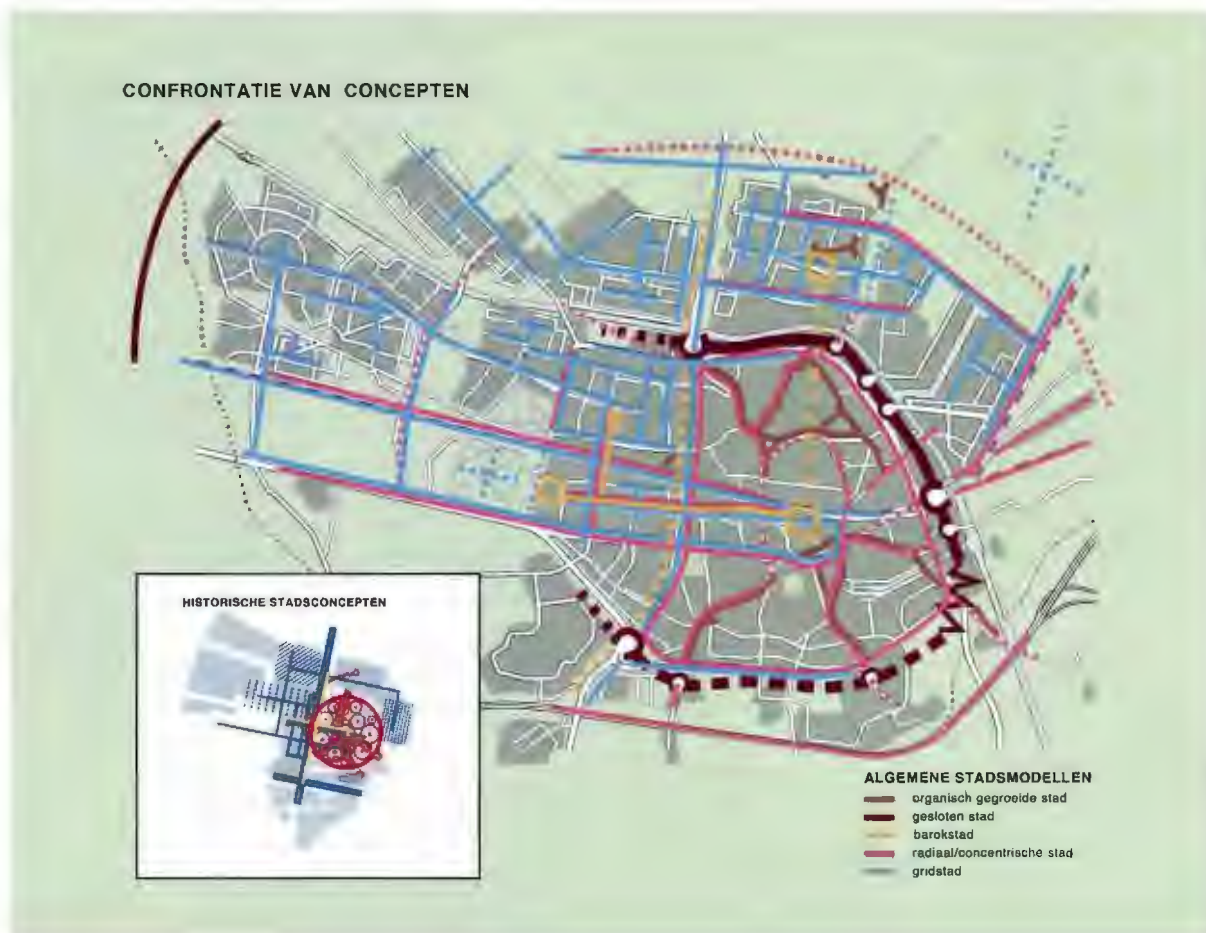 CONFRONTATIE VAN CONCEPTEN
HISTORISCHE STADSCONCEPTEN
ALGEMENE STADSMODELLEN
organisch gegroeide stad
gesloten stad
barokstad
radiaal/concentrische stad
gridstad